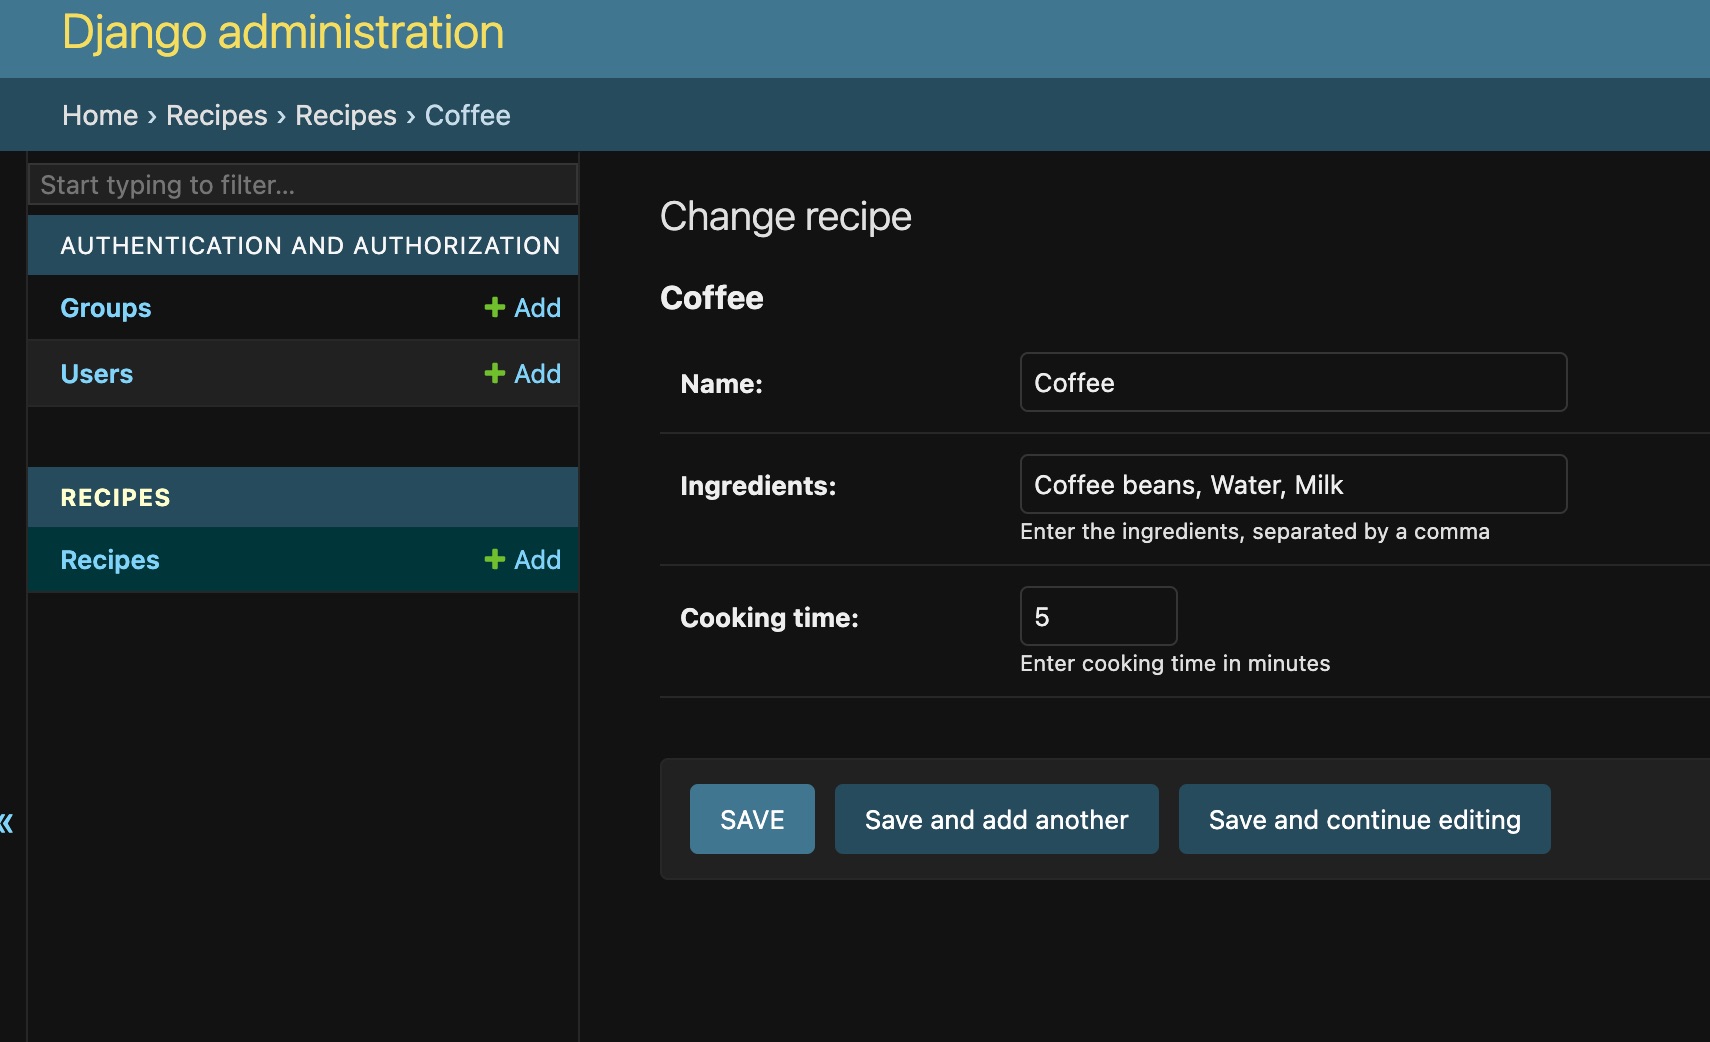 Django administration
Home › Recipes › Recipes › Coffee
Start typing to filter...
AUTHENTICATION AND AUTHORIZATION
Groups + Add
Users + Add
RECIPES
Recipes + Add
«
Change recipe
Coffee
Name: Coffee
Ingredients: Coffee beans, Water, Milk
Enter the ingredients, separated by a comma
Cooking time: 5
Enter cooking time in minutes
SAVE Save and add another Save and continue editing